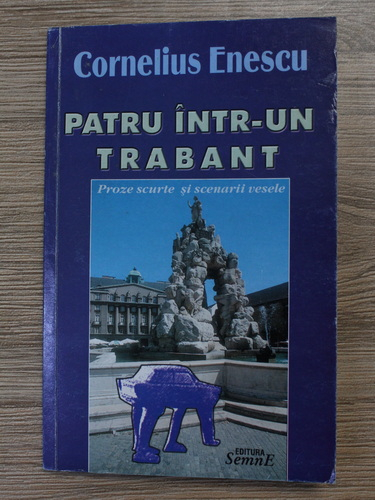 Cornelius Enescu
PATRU ÎNTR-UN
TRABANT
Proze scurte și scenarii vesele
EDITURA
SemnE